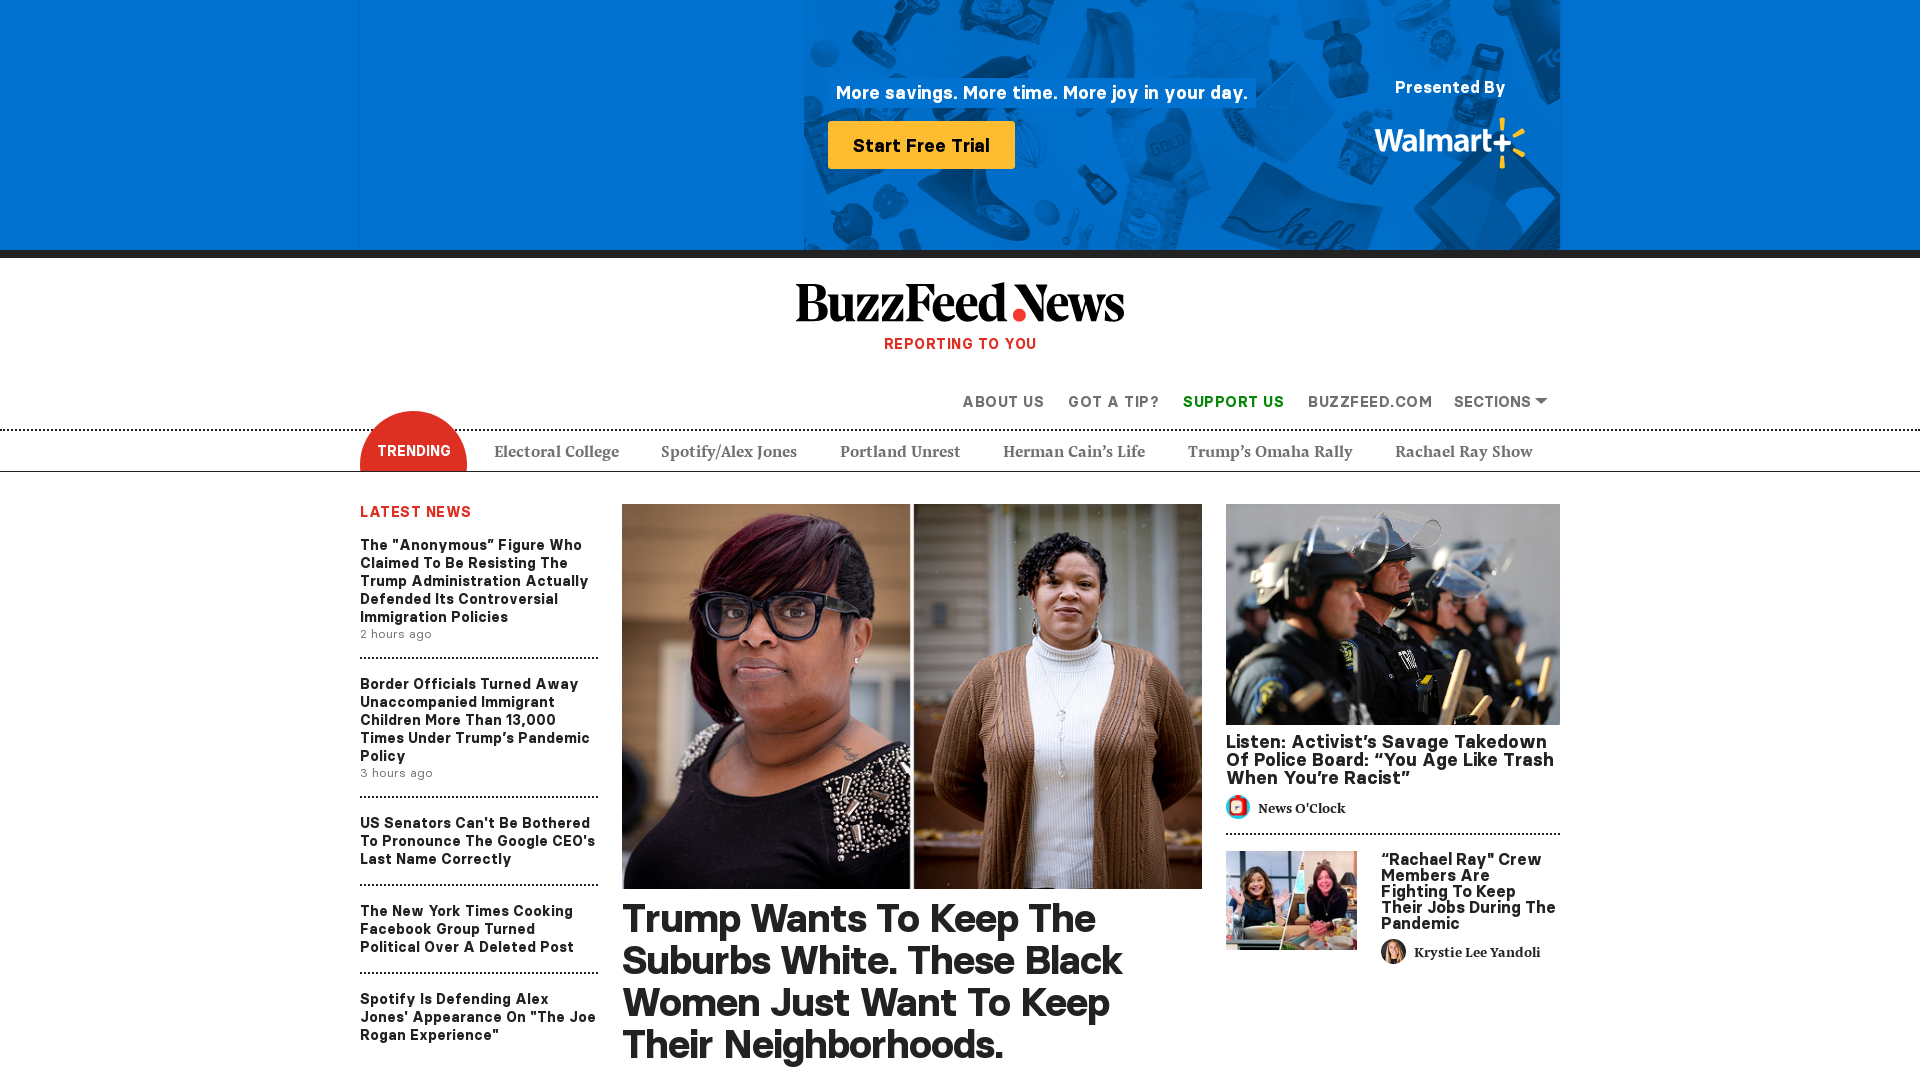 More savings. More time. More joy in your day.
Start Free Trial
Presented By
Walmart+
BuzzFeed News
REPORTING TO YOU
ABOUT US
GOT A TIP?
SUPPORT US
BUZZFEED.COM
SECTIONS
TRENDING
Electoral College
Spotify/Alex Jones
Portland Unrest
Herman Cain’s Life
Trump’s Omaha Rally
Rachael Ray Show
LATEST NEWS
The "Anonymous” Figure Who
Claimed To Be Resisting The
Trump Administration Actually
Defended Its Controversial
Immigration Policies
2 hours ago
Border Officials Turned Away
Unaccompanied Immigrant
Children More Than 13,000
Times Under Trump’s Pandemic
Policy
3 hours ago
US Senators Can't Be Bothered
To Pronounce The Google CEO's
Last Name Correctly
The New York Times Cooking
Facebook Group Turned
Political Over A Deleted Post
Spotify Is Defending Alex
Jones' Appearance On "The Joe
Rogan Experience"
Trump Wants To Keep The
Suburbs White. These Black
Women Just Want To Keep
Their Neighborhoods.
Listen: Activist’s Savage Takedown
Of Police Board: “You Age Like Trash
When You’re Racist”
News O'Clock
“Rachael Ray" Crew
Members Are
Fighting To Keep
Their Jobs During The
Pandemic
Krystie Lee Yandoli
hello
GOLD